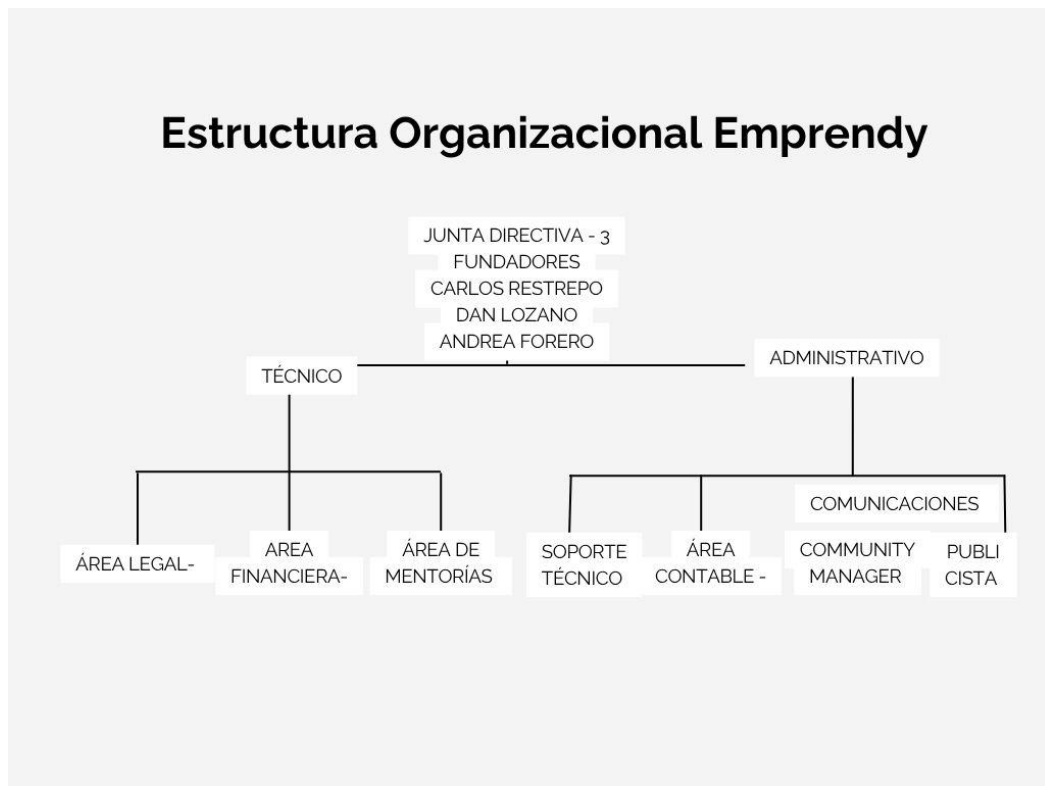 Estructura Organizacional Emprendy
JUNTA DIRECTIVA - 3
FUNDADORES
CARLOS RESTREPO
DAN LOZANO
ANDREA FORERO
TÉCNICO
ADMINISTRATIVO
ÁREA LEGAL-
AREA
FINANCIERA-
ÁREA DE
MENTORÍAS
SOPORTE
TÉCNICO
ÁREA
CONTABLE -
COMUNICACIONES
COMMUNITY
MANAGER
PUBLI
CISTA